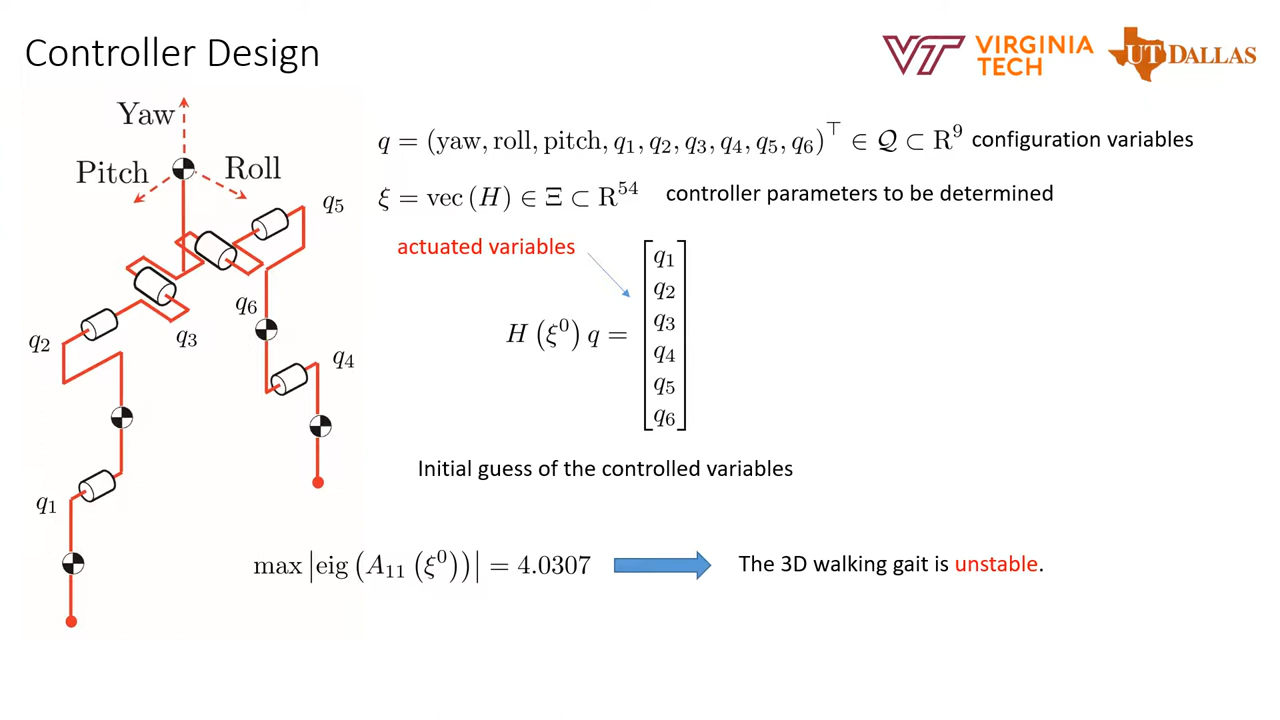 Controller Design
VT VIRGINIA TECH
UT DALLAS
Yaw
Pitch
Roll
q₅
q₆
q₂
q₃
q₄
q₁
q = (yaw, roll, pitch, q₁, q₂, q₃, q₄, q₅, q₆)⊤ ∈ 𝒬 ⊂ R⁹ configuration variables
ξ = vec (H) ∈ Ξ ⊂ R⁵⁴ controller parameters to be determined
actuated variables
H (ξ⁰) q = [q₁ q₂ q₃ q₄ q₅ q₆]
Initial guess of the controlled variables
max |eig (A₁₁ (ξ⁰))| = 4.0307
The 3D walking gait is unstable.